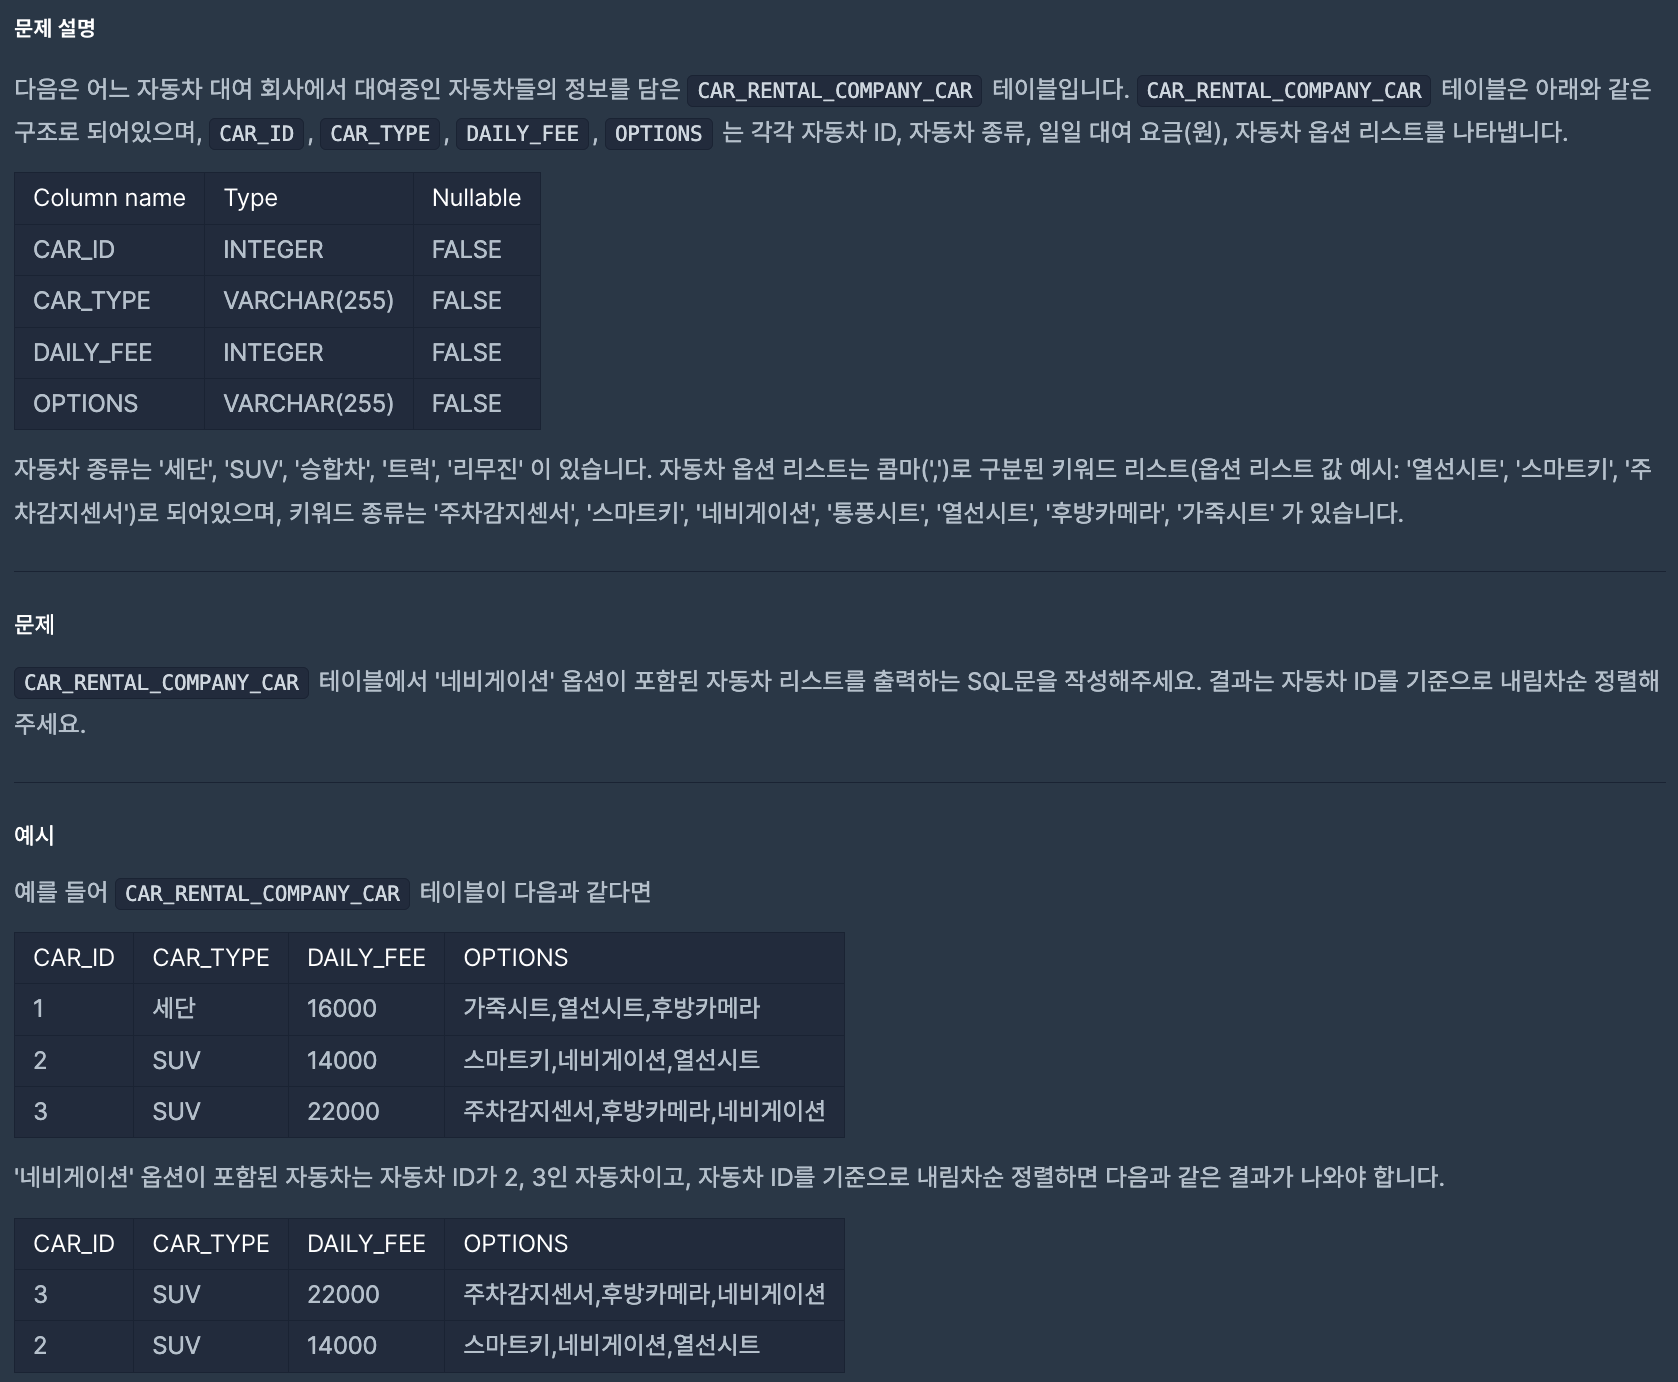 문제 설명
다음은 어느 자동차 대여 회사에서 대여중인 자동차들의 정보를 담은 CAR_RENTAL_COMPANY_CAR 테이블입니다. CAR_RENTAL_COMPANY_CAR 테이블은 아래와 같은
구조로 되어있으며, CAR_ID, CAR_TYPE, DAILY_FEE, OPTIONS 는 각각 자동차 ID, 자동차 종류, 일일 대여 요금(원), 자동차 옵션 리스트를 나타냅니다.
Column name Type Nullable
CAR_ID INTEGER FALSE
CAR_TYPE VARCHAR(255) FALSE
DAILY_FEE INTEGER FALSE
OPTIONS VARCHAR(255) FALSE
자동차 종류는 '세단', 'SUV', '승합차', '트럭', '리무진' 이 있습니다. 자동차 옵션 리스트는 콤마(',')로 구분된 키워드 리스트(옵션 리스트 값 예시: '열선시트', '스마트키', '주
차감지센서')로 되어있으며, 키워드 종류는 '주차감지센서', '스마트키', '네비게이션', '통풍시트', '열선시트', '후방카메라', '가죽시트' 가 있습니다.
문제
CAR_RENTAL_COMPANY_CAR 테이블에서 '네비게이션' 옵션이 포함된 자동차 리스트를 출력하는 SQL문을 작성해주세요. 결과는 자동차 ID를 기준으로 내림차순 정렬해
주세요.
예시
예를 들어 CAR_RENTAL_COMPANY_CAR 테이블이 다음과 같다면
CAR_ID CAR_TYPE DAILY_FEE OPTIONS
1 세단 16000 가죽시트,열선시트,후방카메라
2 SUV 14000 스마트키,네비게이션,열선시트
3 SUV 22000 주차감지센서,후방카메라,네비게이션
'네비게이션' 옵션이 포함된 자동차는 자동차 ID가 2, 3인 자동차이고, 자동차 ID를 기준으로 내림차순 정렬하면 다음과 같은 결과가 나와야 합니다.
CAR_ID CAR_TYPE DAILY_FEE OPTIONS
3 SUV 22000 주차감지센서,후방카메라,네비게이션
2 SUV 14000 스마트키,네비게이션,열선시트